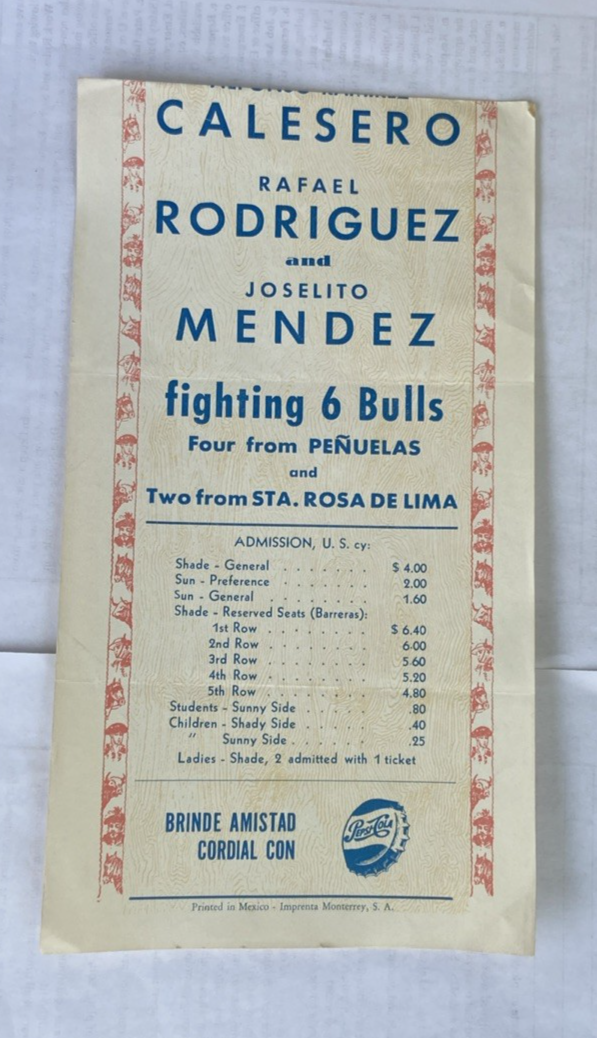 CALESERO
RAFAEL
RODRIGUEZ
and
JOSELITO
MENDEZ
fighting 6 Bulls
Four from PEÑUELAS
and
Two from STA. ROSA DE LIMA
ADMISSION, U. S. cy:
Shade - General . . . . . . . $ 4.00
Sun - Preference . . . . . . 2.00
Sun - General . . . . . . . 1.60
Shade - Reserved Seats (Barreras):
1st Row . . . . . . . . $ 6.40
2nd Row . . . . . . . . 6.00
3rd Row . . . . . . . . 5.60
4th Row . . . . . . . . 5.20
5th Row . . . . . . . . 4.80
Students - Sunny Side . . . . . .80
Children - Shady Side . . . . . .40
" Sunny Side . . . . . . .25
Ladies - Shade, 2 admitted with 1 ticket
BRINDE AMISTAD
CORDIAL CON
PEPSI-COLA
Printed in Mexico - Imprenta Monterrey, S. A.